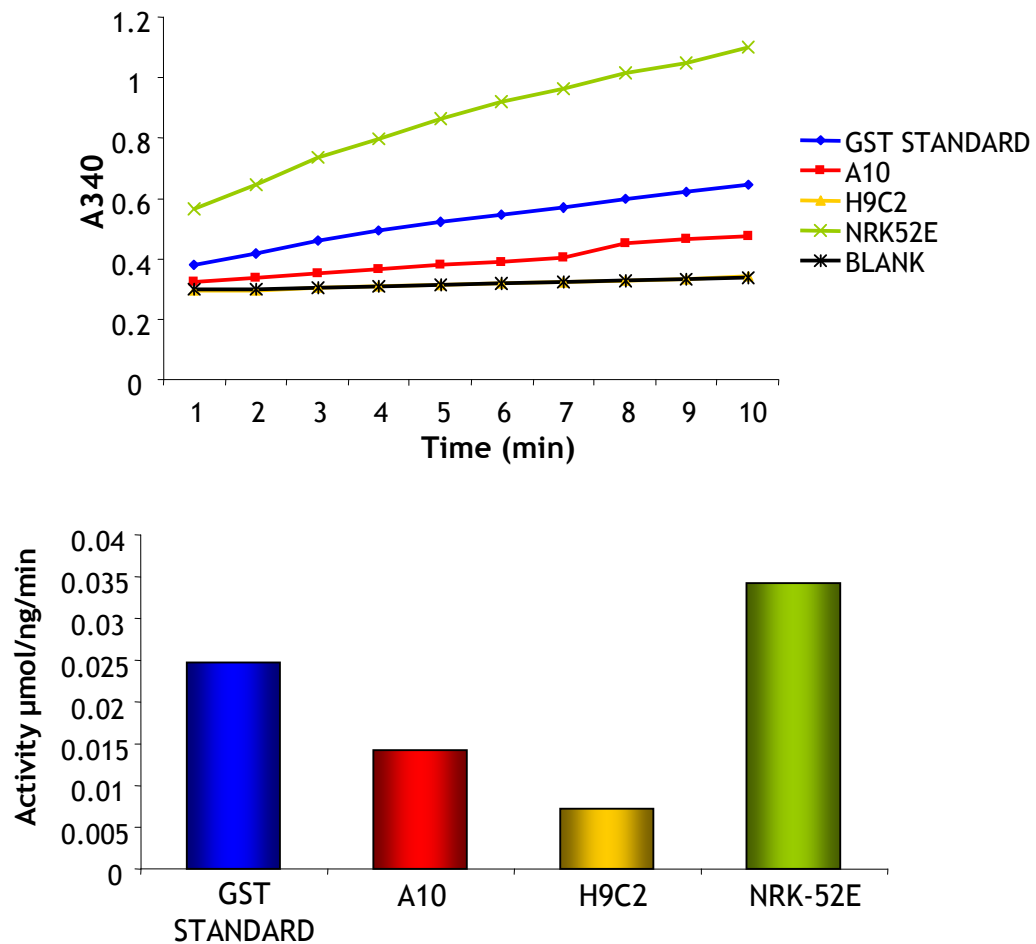 1.2
1
0.8
0.6
0.4
0.2
0
A340
1 2 3 4 5 6 7 8 9 10
Time (min)
GST STANDARD
A10
H9C2
NRK52E
BLANK
0.04
0.035
0.03
0.025
0.02
0.015
0.01
0.005
0
Activity µmol/ng/min
GST
STANDARD
A10
H9C2
NRK-52E